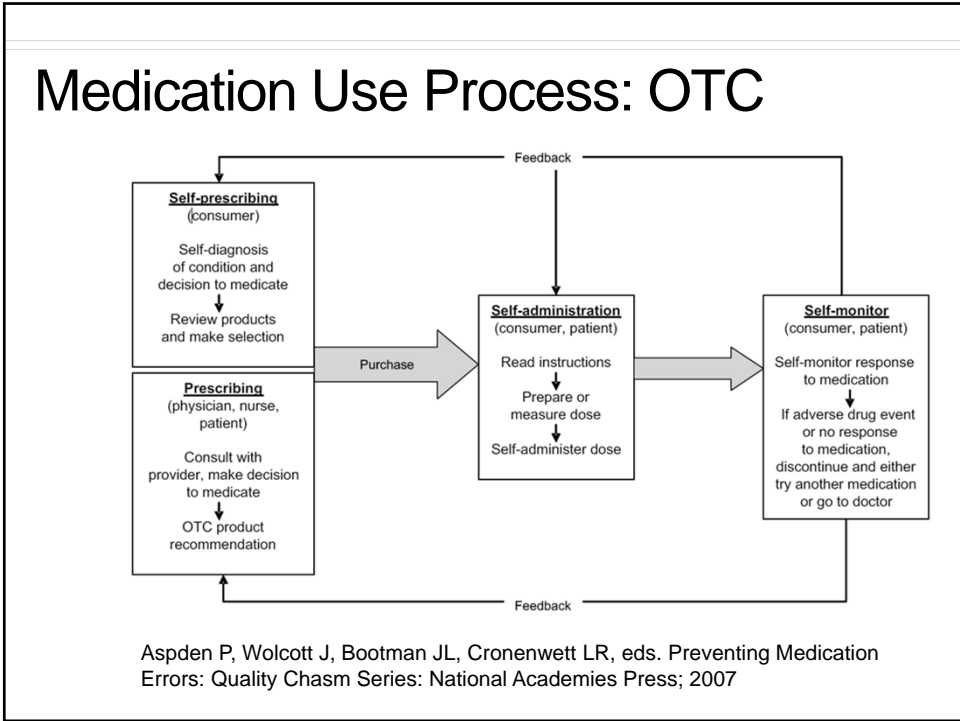 Medication Use Process: OTC
Feedback
Self-prescribing
(consumer)
Self-diagnosis
of condition and
decision to medicate
Review products
and make selection
Prescribing
(physician, nurse,
patient)
Consult with
provider, make decision
to medicate
OTC product
recommendation
Purchase
Self-administration
(consumer, patient)
Read instructions
Prepare or
measure dose
Self-administer dose
Self-monitor
(consumer, patient)
Self-monitor response
to medication
If adverse drug event
or no response
to medication,
discontinue and either
try another medication
or go to doctor
Feedback
Aspden P, Wolcott J, Bootman JL, Cronenwett LR, eds. Preventing Medication
Errors: Quality Chasm Series: National Academies Press; 2007